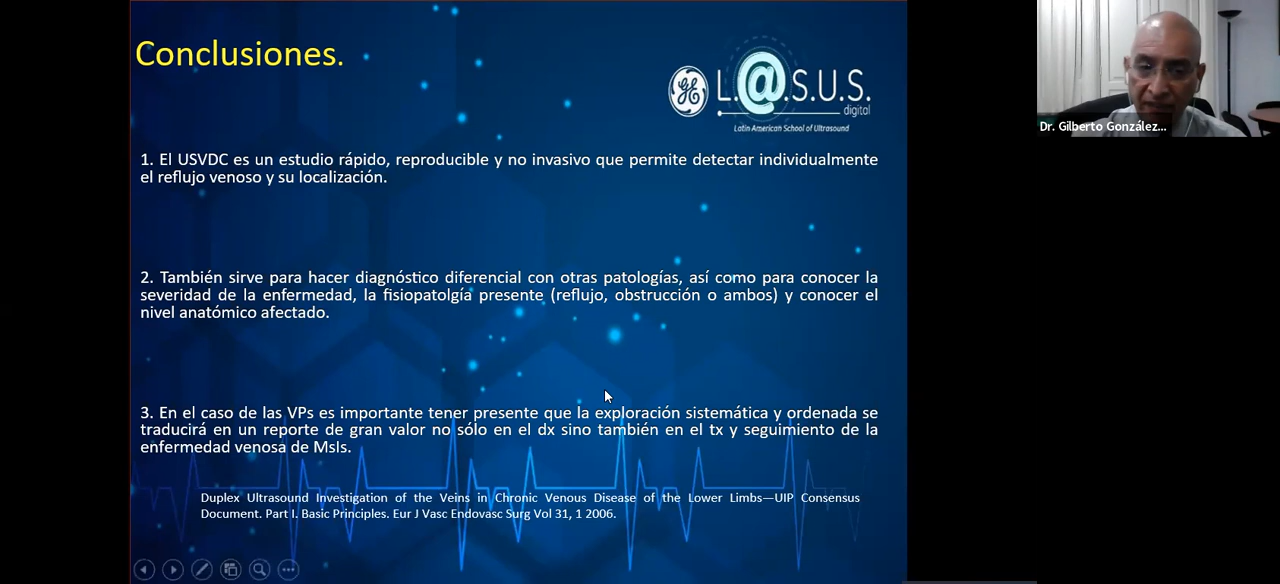 Conclusiones.
GE L.@.S.U.S.
digital
Latin American School of Ultrasound
Dr. Gilberto González...
1. El USVDC es un estudio rápido, reproducible y no invasivo que permite detectar individualmente
el reflujo venoso y su localización.
2. También sirve para hacer diagnóstico diferencial con otras patologías, así como para conocer la
severidad de la enfermedad, la fisiopatolgía presente (reflujo, obstrucción o ambos) y conocer el
nivel anatómico afectado.
3. En el caso de las VPs es importante tener presente que la exploración sistemática y ordenada se
traducirá en un reporte de gran valor no sólo en el dx sino también en el tx y seguimiento de la
enfermedad venosa de MsIs.
Duplex Ultrasound Investigation of the Veins in Chronic Venous Disease of the Lower Limbs—UIP Consensus
Document. Part I. Basic Principles. Eur J Vasc Endovasc Surg Vol 31, 1 2006.